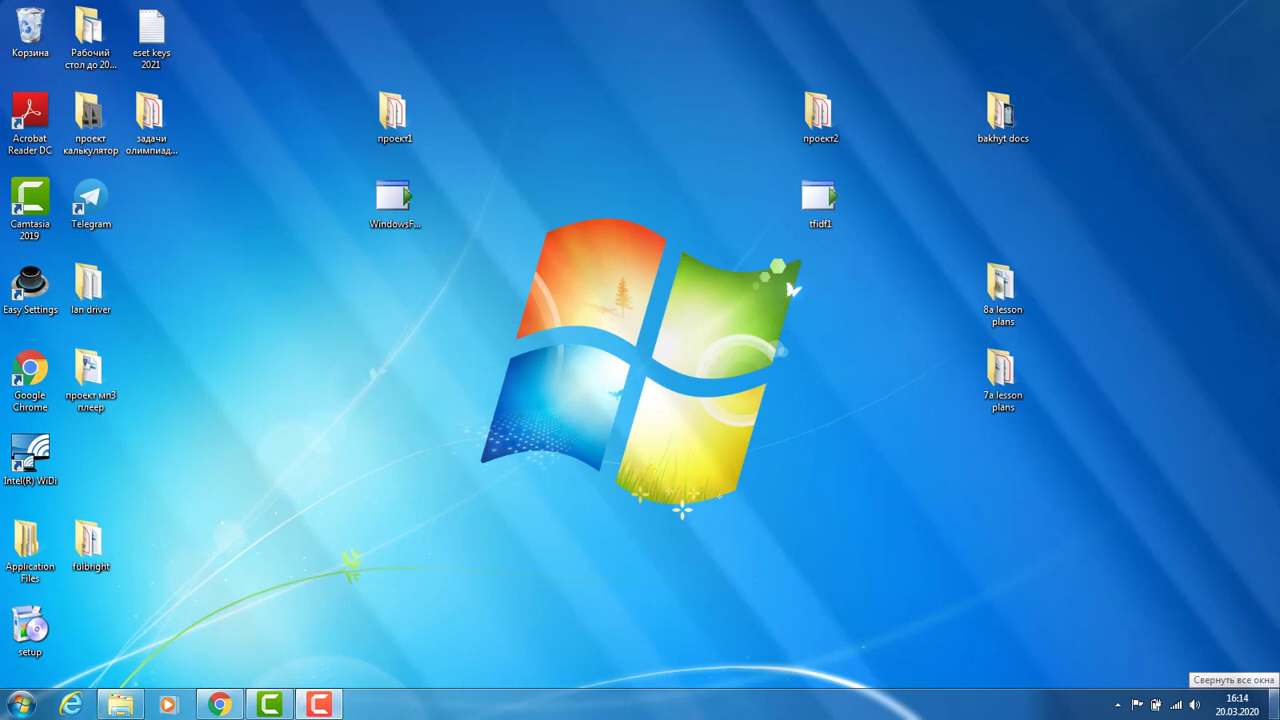 Корзина
Рабочий
стол до 20...
eset keys
2021
Acrobat
Reader DC
проект
калькулятор
задачи
олимпиад...
проект1
проект2
bakhyt docs
Camtasia
2019
Telegram
WindowsF...
tfidf1
Easy Settings
lan driver
8a lesson
plans
Google
Chrome
проект мп3
плеер
7a lesson
plans
Intel(R) WiDi
Application
Files
fulbright
setup
Свернуть все окна
16:14
20.03.2020